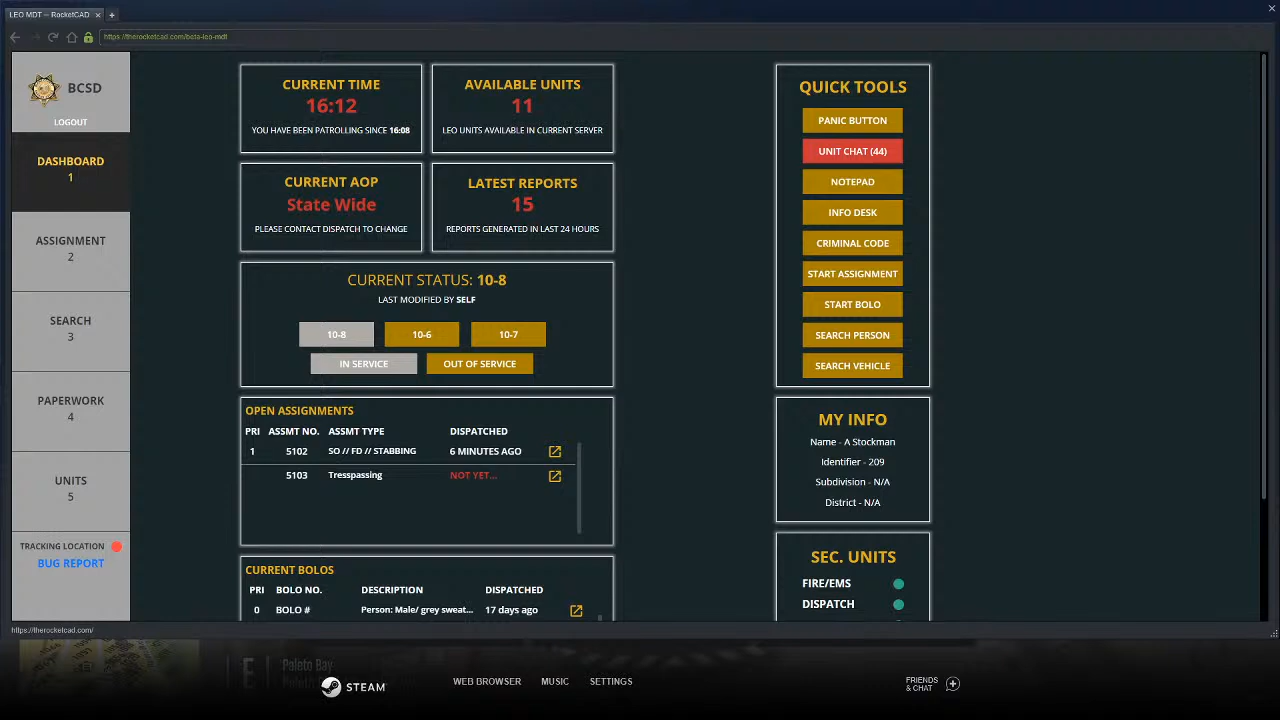 LEO MDT — RocketCAD
https://therocketcad.com/beta-leo-mdt
BCSD
LOGOUT
DASHBOARD
1
ASSIGNMENT
2
SEARCH
3
PAPERWORK
4
UNITS
5
TRACKING LOCATION
BUG REPORT
CURRENT TIME
16:12
YOU HAVE BEEN PATROLLING SINCE 16:08
AVAILABLE UNITS
11
LEO UNITS AVAILABLE IN CURRENT SERVER
CURRENT AOP
State Wide
PLEASE CONTACT DISPATCH TO CHANGE
LATEST REPORTS
15
REPORTS GENERATED IN LAST 24 HOURS
CURRENT STATUS: 10-8
LAST MODIFIED BY SELF
10-8 10-6 10-7
IN SERVICE OUT OF SERVICE
OPEN ASSIGNMENTS
PRI ASSMT NO. ASSMT TYPE DISPATCHED
1 5102 SO // FD // STABBING 6 MINUTES AGO
5103 Tresspassing NOT YET...
CURRENT BOLOS
PRI BOLO NO. DESCRIPTION DISPATCHED
0 BOLO # Person: Male/ grey sweat... 17 days ago
QUICK TOOLS
PANIC BUTTON
UNIT CHAT (44)
NOTEPAD
INFO DESK
CRIMINAL CODE
START ASSIGNMENT
START BOLO
SEARCH PERSON
SEARCH VEHICLE
MY INFO
Name - A Stockman
Identifier - 209
Subdivision - N/A
District - N/A
SEC. UNITS
FIRE/EMS
DISPATCH
https://therocketcad.com/
Paleto Bay
STEAM
WEB BROWSER MUSIC SETTINGS
FRIENDS
& CHAT